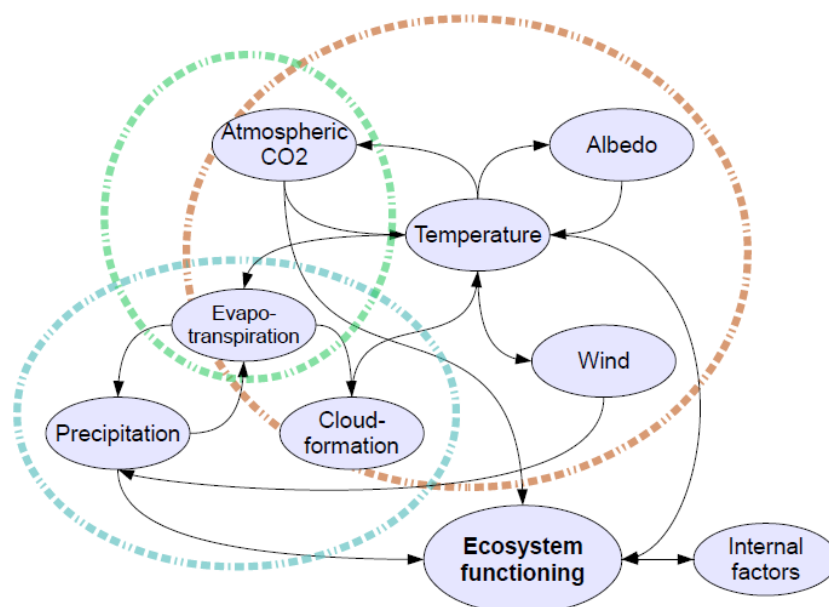 Atmospheric
CO2
Albedo
Temperature
Evapo-
transpiration
Wind
Precipitation
Cloud-
formation
Ecosystem
functioning
Internal
factors